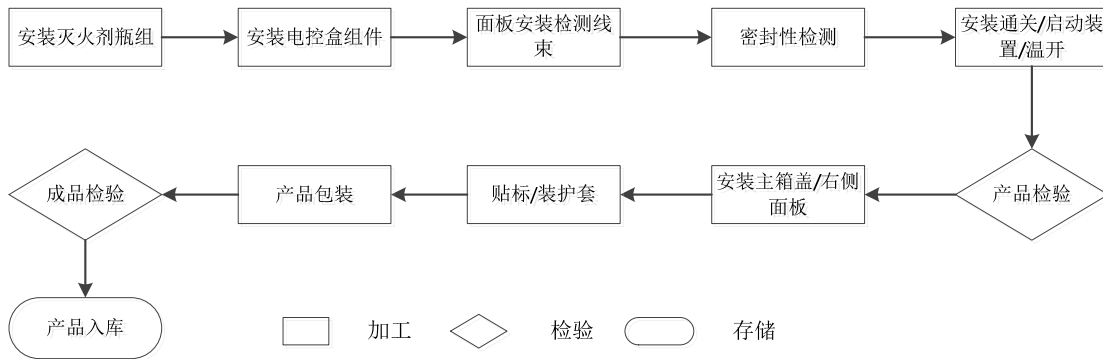 安装灭火剂瓶组
安装电控盒组件
面板安装检测线
束
密封性检测
安装通关/启动装
置/温开
产品检验
安装主箱盖/右侧
面板
贴标/装护套
产品包装
成品检验
产品入库
加工
检验
存储